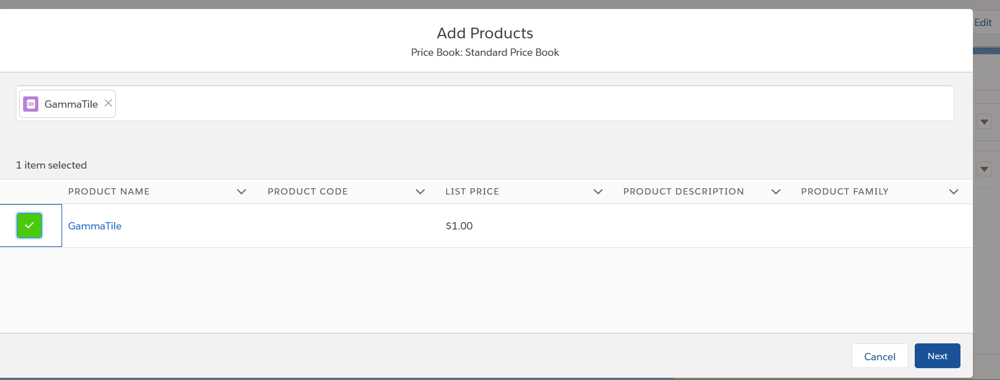 Add Products
Price Book: Standard Price Book
Edit
GammaTile
1 item selected
PRODUCT NAME PRODUCT CODE LIST PRICE PRODUCT DESCRIPTION PRODUCT FAMILY
GammaTile $1.00
Cancel Next